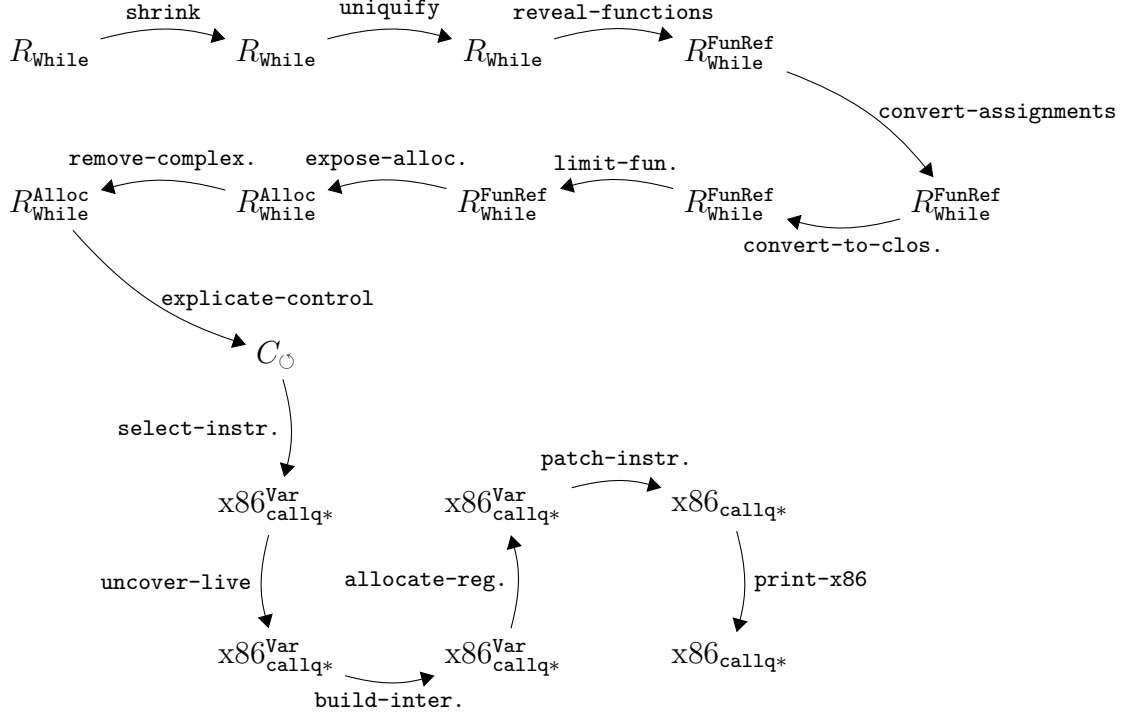 shrink uniquify reveal-functions
R_While R_While R_While R^FunRef_While
convert-assignments
remove-complex. expose-alloc. limit-fun.
R^Alloc_While R^Alloc_While R^FunRef_While R^FunRef_While R^FunRef_While
convert-to-clos.
explicate-control
C_↺
select-instr.
patch-instr.
x86^Var_callq* x86^Var_callq* x86_callq*
uncover-live allocate-reg. print-x86
x86^Var_callq* x86^Var_callq* x86_callq*
build-inter.